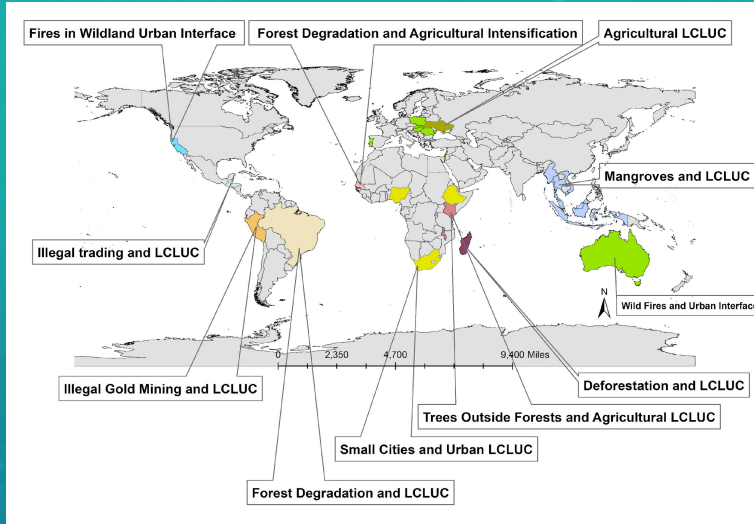 Fires in Wildland Urban Interface
Forest Degradation and Agricultural Intensification
Agricultural LCLUC
Mangroves and LCLUC
Illegal trading and LCLUC
N
Wild Fires and Urban Interface
0 2,350 4,700 9,400 Miles
Illegal Gold Mining and LCLUC
Deforestation and LCLUC
Trees Outside Forests and Agricultural LCLUC
Small Cities and Urban LCLUC
Forest Degradation and LCLUC